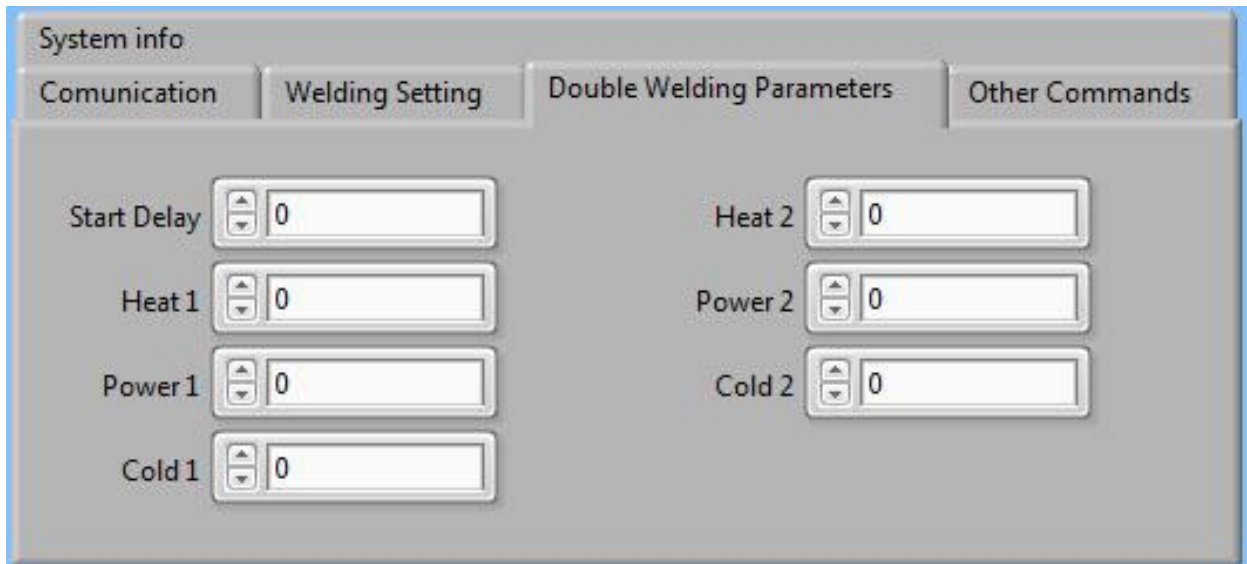 System info
Comunication Welding Setting Double Welding Parameters Other Commands
Start Delay 0 Heat 2 0
Heat 1 0 Power 2 0
Power 1 0 Cold 2 0
Cold 1 0